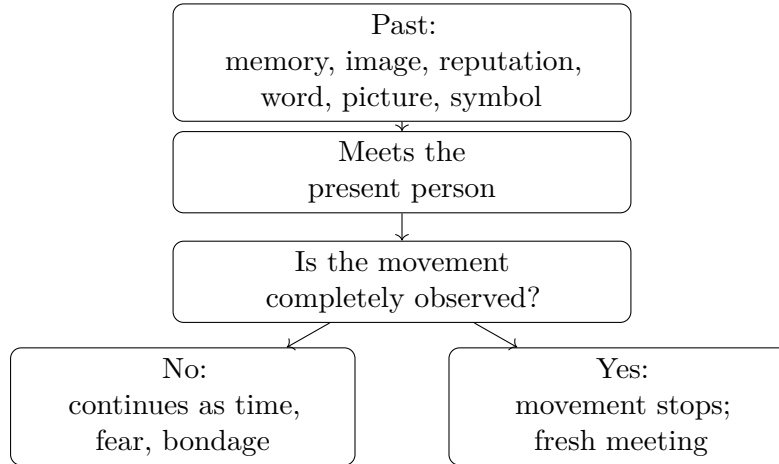 Past:
memory, image, reputation,
word, picture, symbol
Meets the
present person
Is the movement
completely observed?
No:
continues as time,
fear, bondage
Yes:
movement stops;
fresh meeting